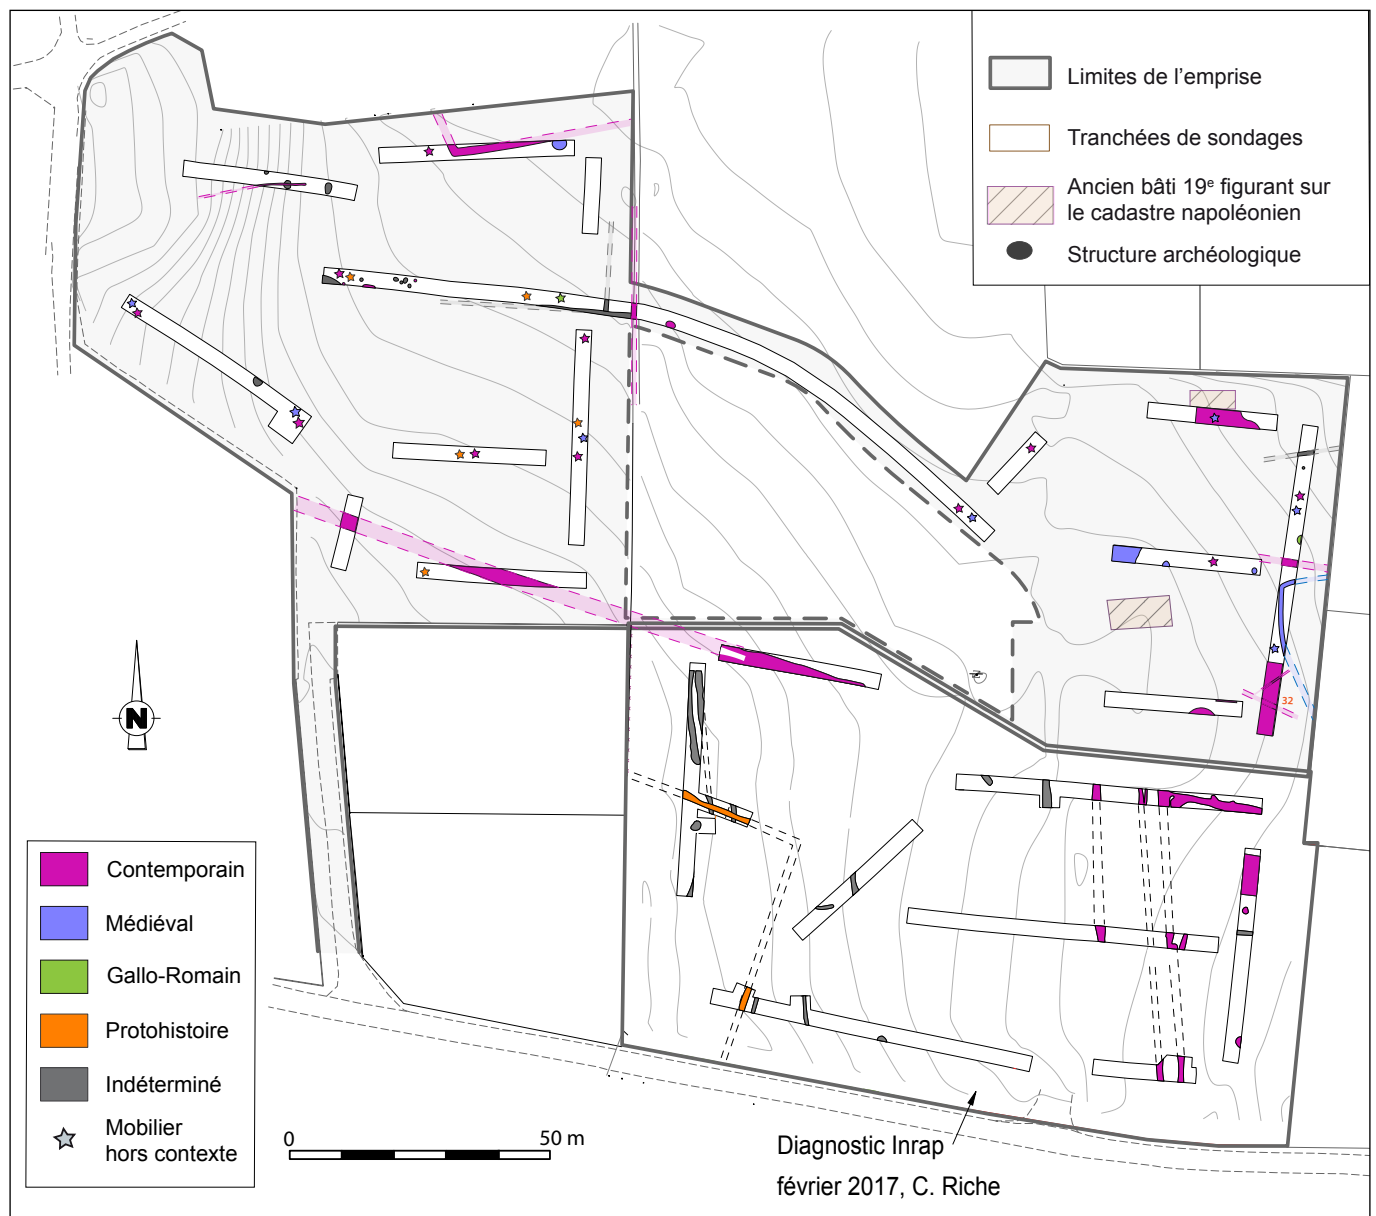 Limites de l'emprise
Tranchées de sondages
Ancien bâti 19e figurant sur
le cadastre napoléonien
Structure archéologique
32
N
Contemporain
Médiéval
Gallo-Romain
Protohistoire
Indéterminé
Mobilier
hors contexte
0
50 m
Diagnostic Inrap
février 2017, C. Riche